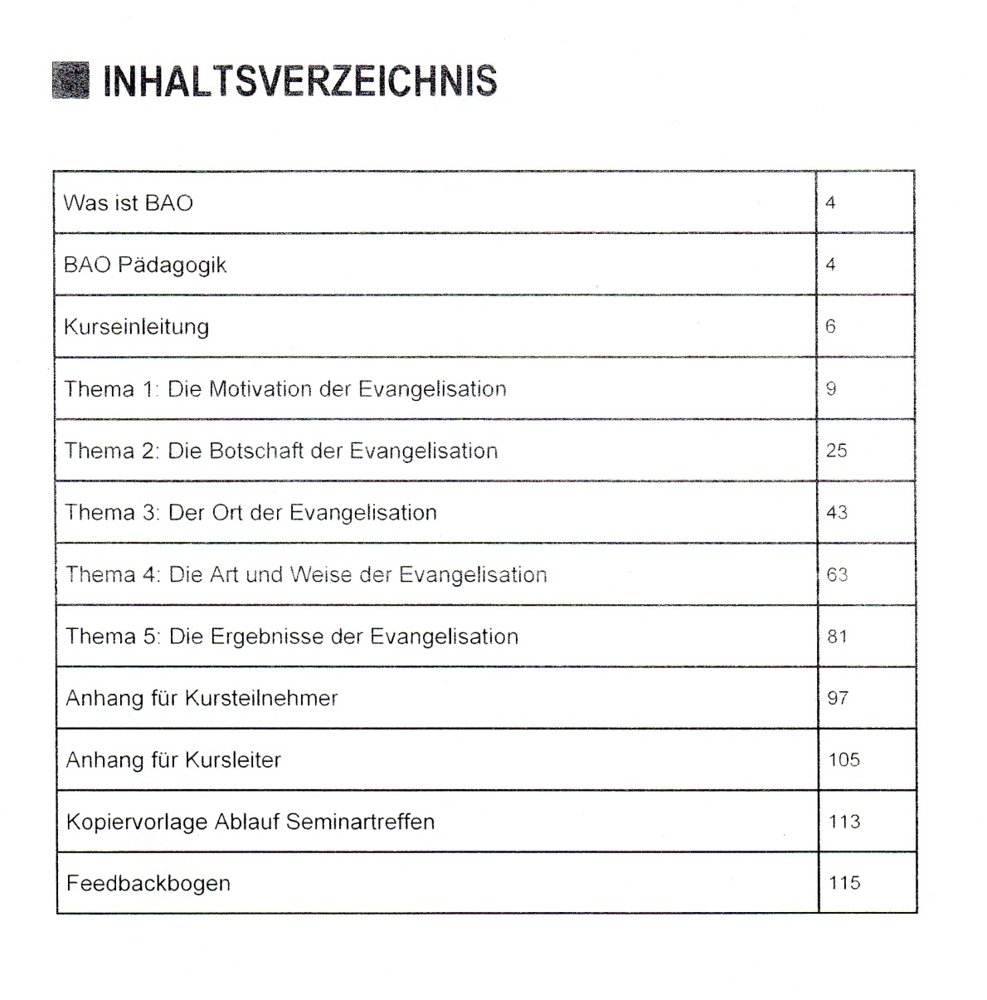 INHALTSVERZEICHNIS
Was ist BAO 4
BAO Pädagogik 4
Kurseinleitung 6
Thema 1: Die Motivation der Evangelisation 9
Thema 2: Die Botschaft der Evangelisation 25
Thema 3: Der Ort der Evangelisation 43
Thema 4: Die Art und Weise der Evangelisation 63
Thema 5: Die Ergebnisse der Evangelisation 81
Anhang für Kursteilnehmer 97
Anhang für Kursleiter 105
Kopiervorlage Ablauf Seminartreffen 113
Feedbackbogen 115